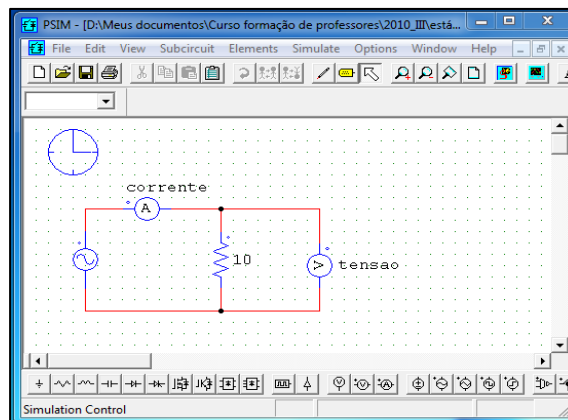 PSIM - [D:\Meus documentos\Curso formação de professores\2010_III\está...
File Edit View Subcircuit Elements Simulate Options Window Help
corrente
A
10
V
tensao
Simulation Control